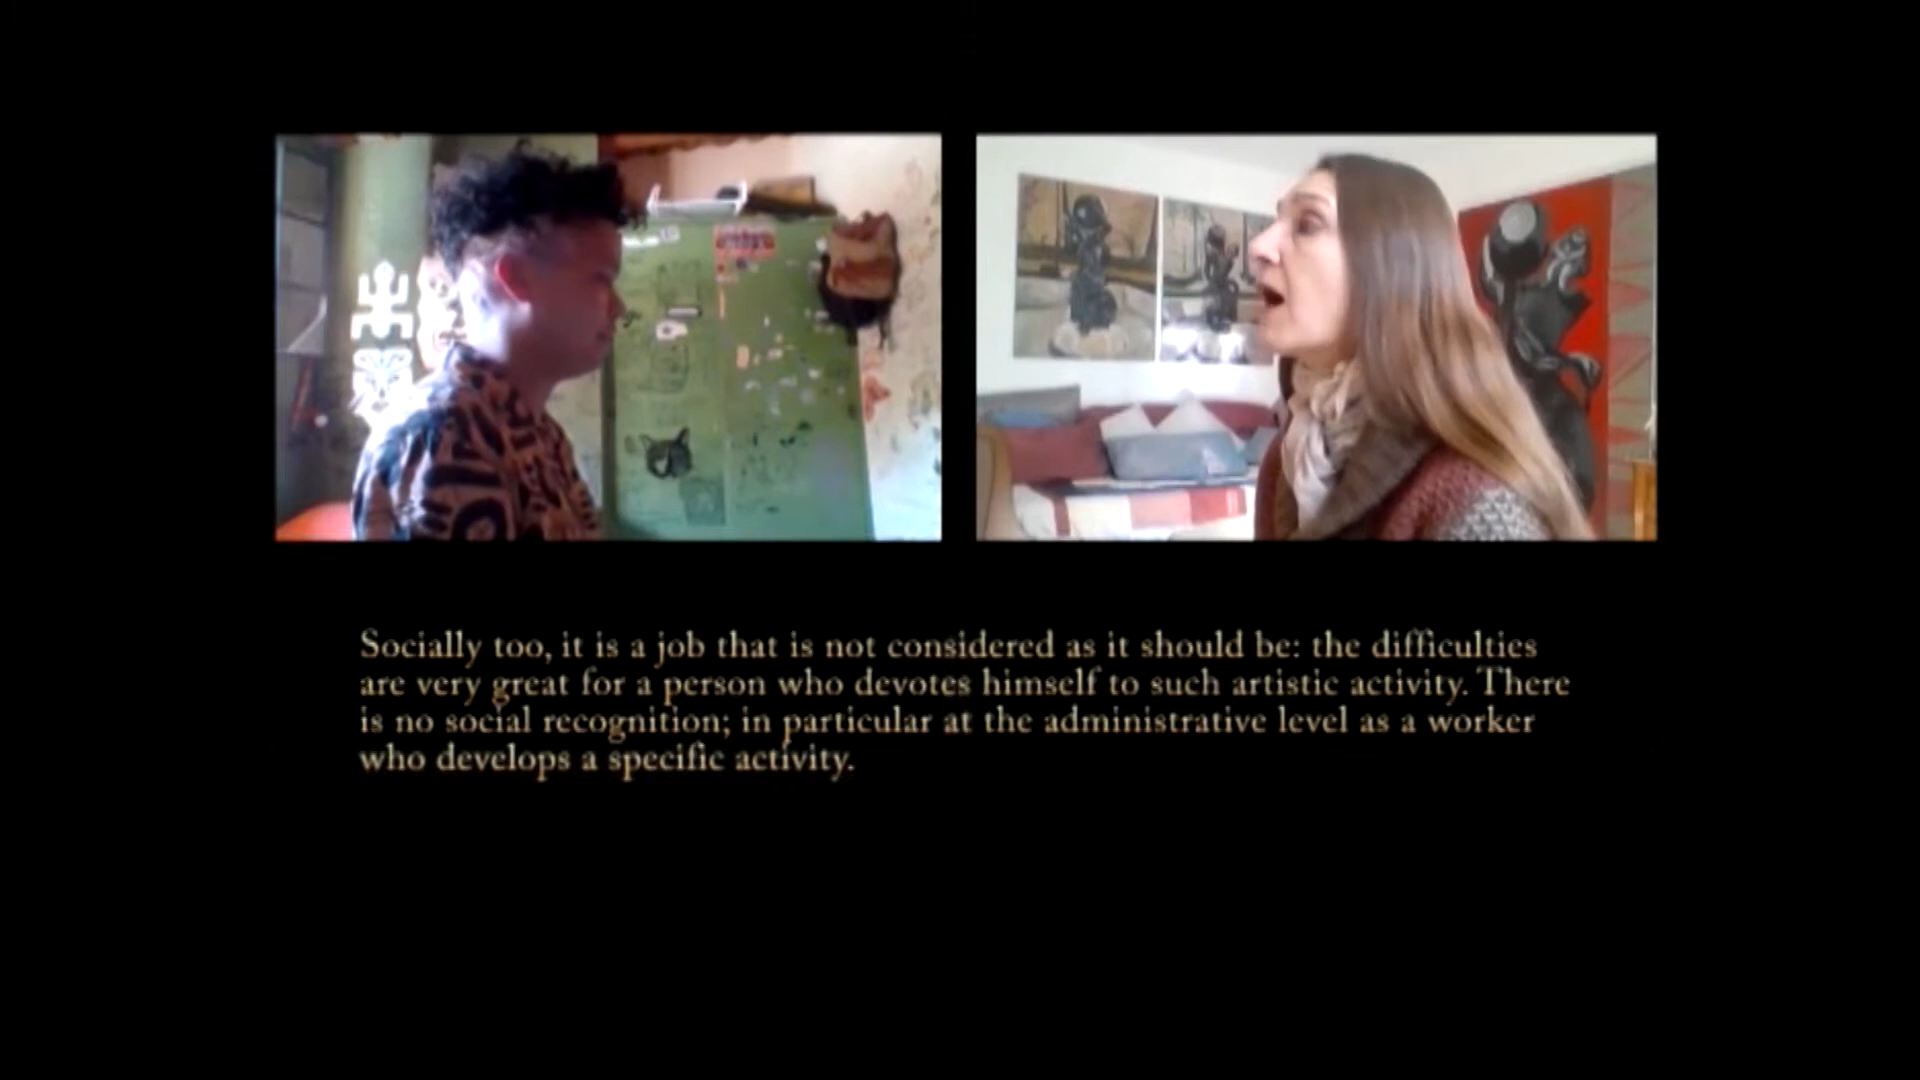 Socially too, it is a job that is not considered as it should be: the difficulties
are very great for a person who devotes himself to such artistic activity. There
is no social recognition; in particular at the administrative level as a worker
who develops a specific activity.